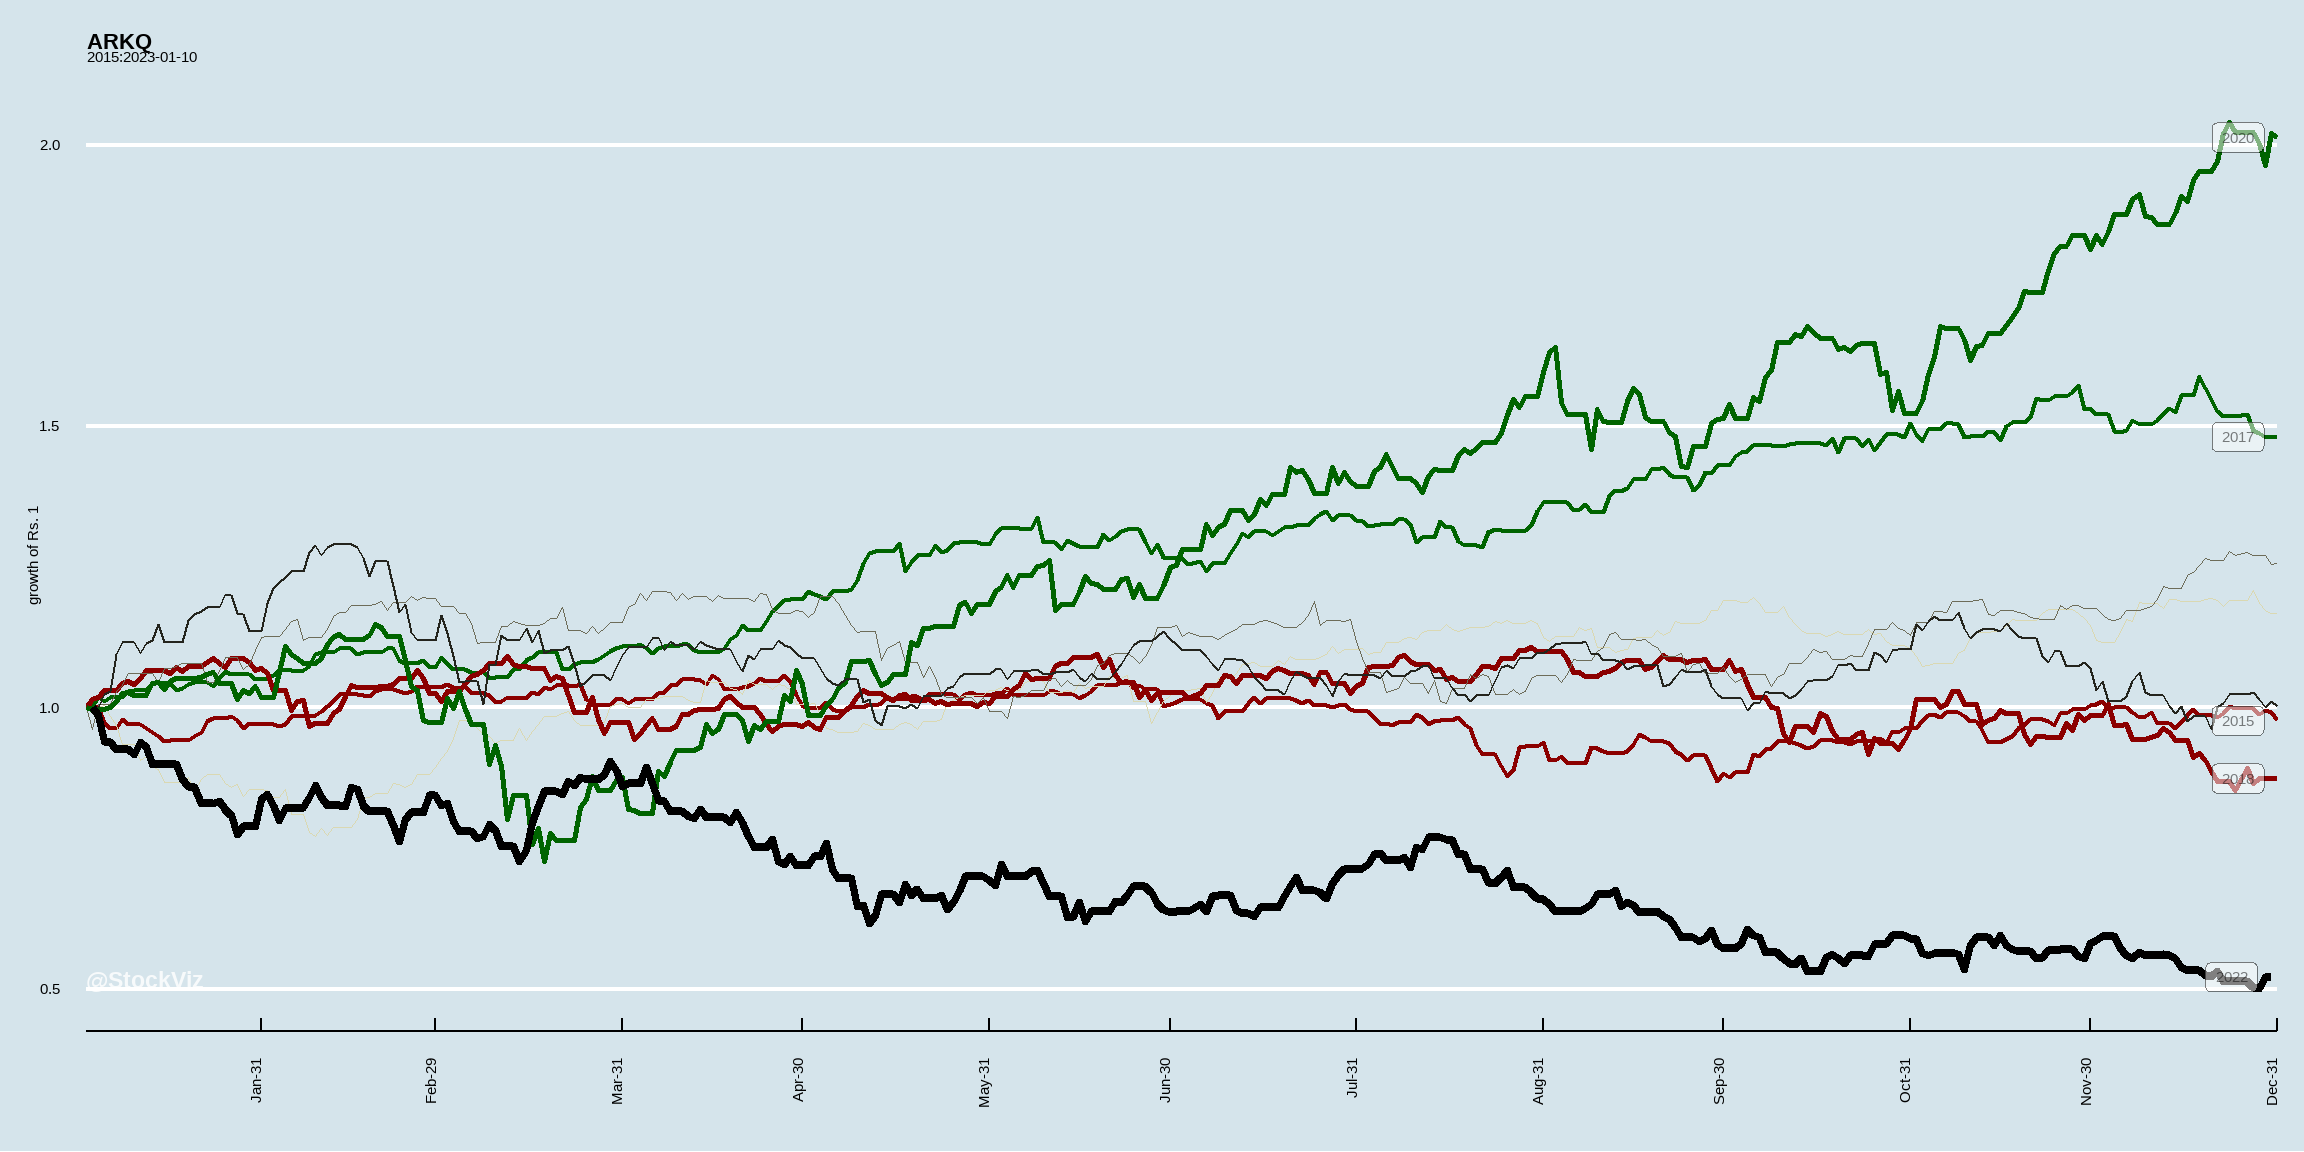 ARKQ
2015:2023-01-10
2.0
2020
1.5
2017
growth of Rs. 1
1.0
2015
2018
@StockViz
2022
0.5
Jan-31
Feb-29
Mar-31
Apr-30
May-31
Jun-30
Jul-31
Aug-31
Sep-30
Oct-31
Nov-30
Dec-31